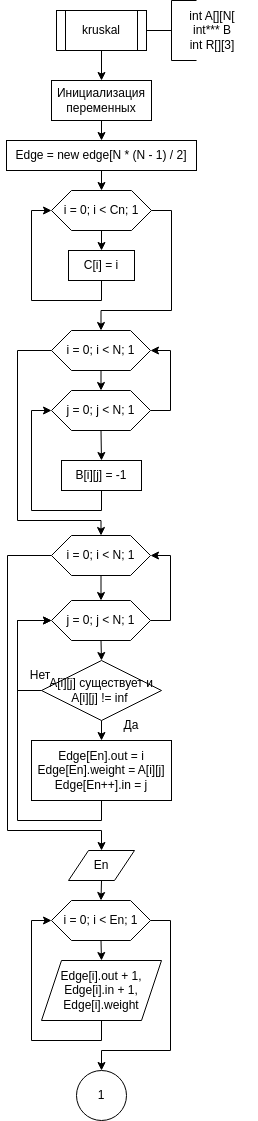 kruskal
int A[][N[
int*** B
int R[][3]
Инициализация
переменных
Edge = new edge[N * (N - 1) / 2]
i = 0; i < Cn; 1
C[i] = i
i = 0; i < N; 1
j = 0; j < N; 1
B[i][j] = -1
i = 0; i < N; 1
j = 0; j < N; 1
Нет
A[i][j] существует и
A[i][j] != inf
Да
Edge[En].out = i
Edge[En].weight = A[i][j]
Edge[En++].in = j
En
i = 0; i < En; 1
Edge[i].out + 1,
Edge[i].in + 1,
Edge[i].weight
1